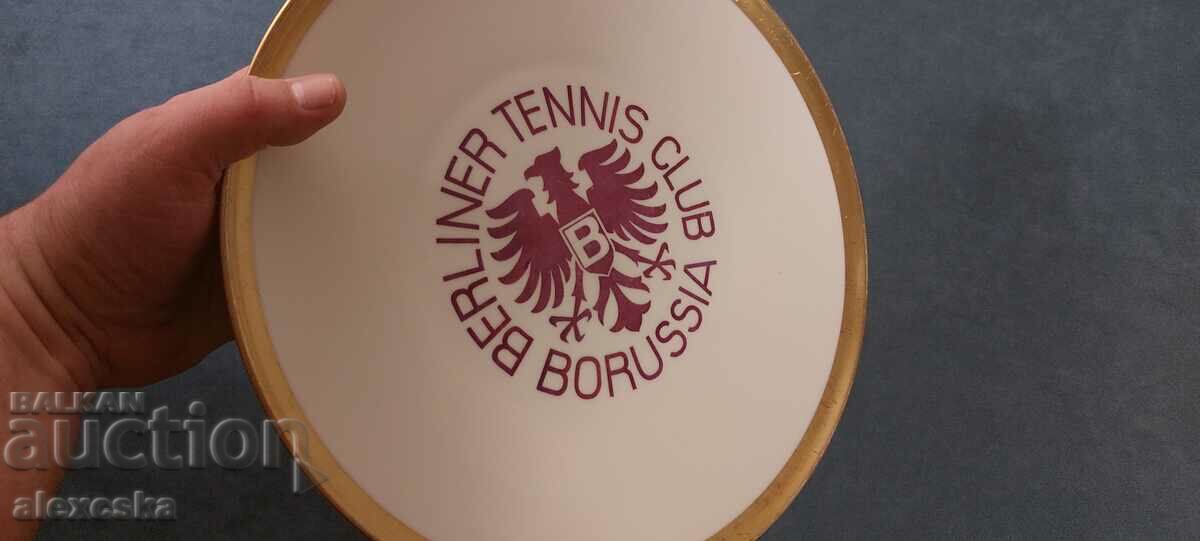 BERLINER TENNIS CLUB
BORUSSIA
B
BALKAN
auction
alexcska